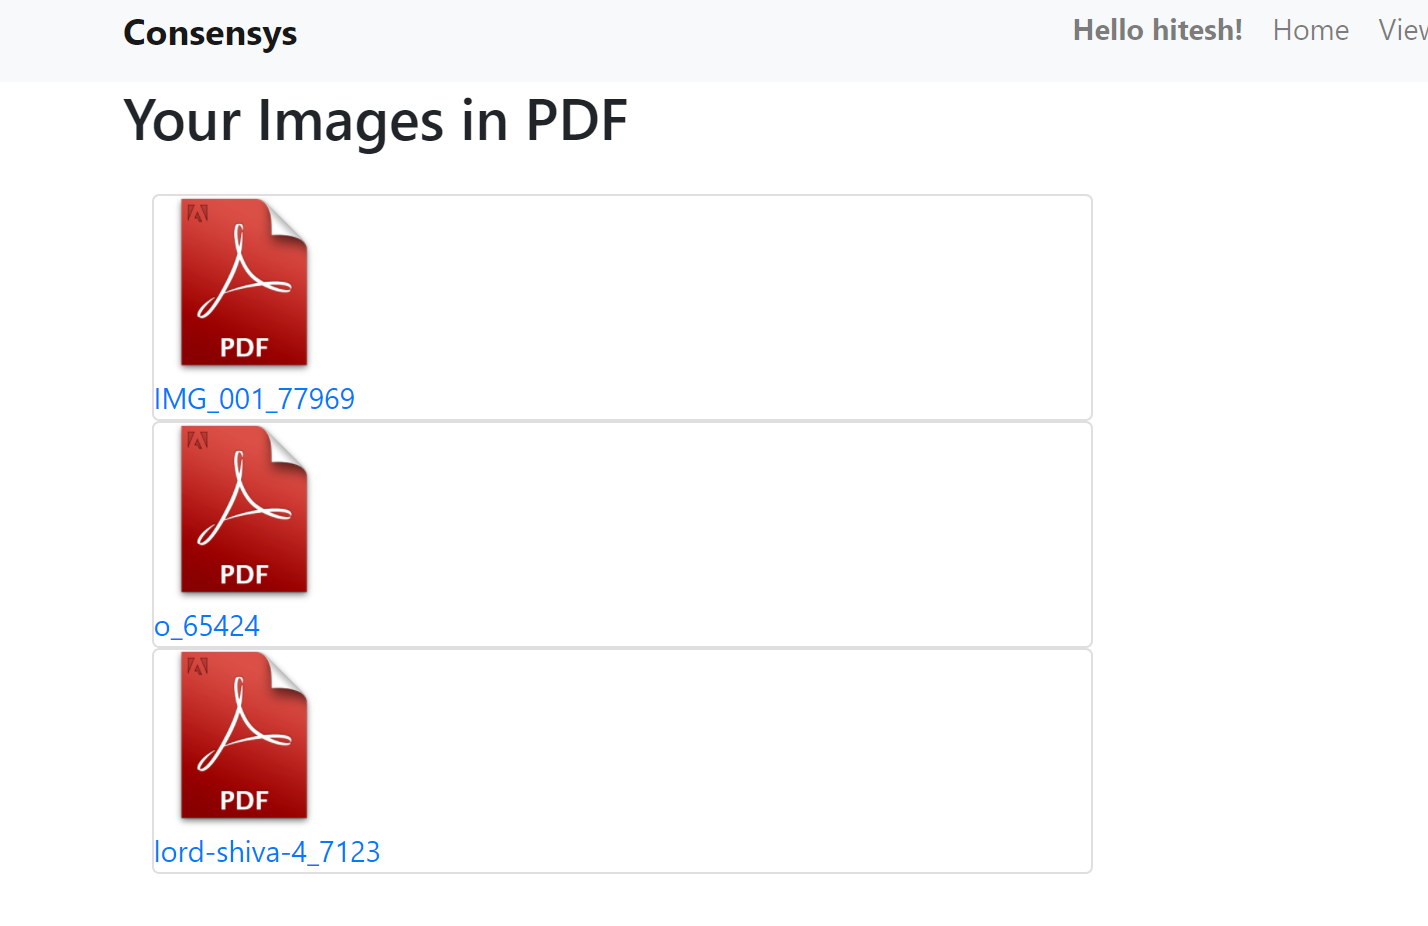 Consensys
Hello hitesh! Home View
Your Images in PDF
PDF
IMG_001_77969
PDF
o_65424
PDF
lord-shiva-4_7123